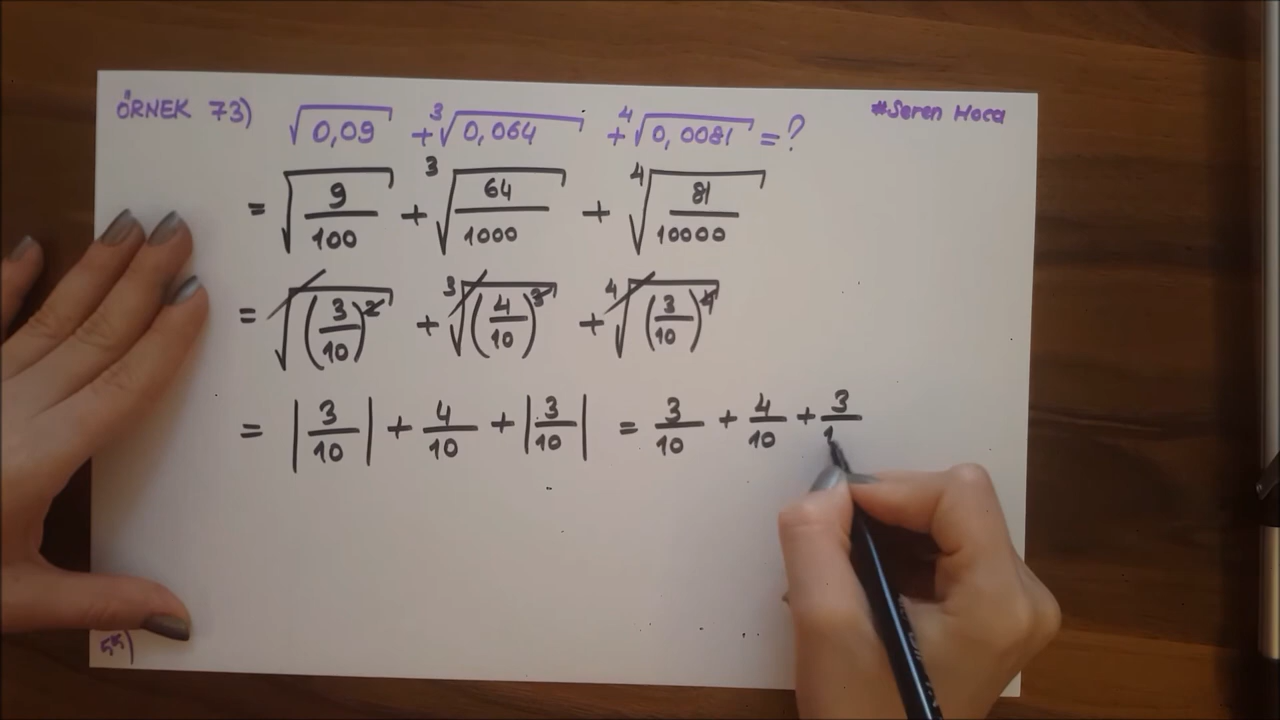 ÖRNEK 73) √0,09 + ³√0,064 + ⁴√0,0081 = ? #Seren Hoca
= √(9/100) + ³√(64/1000) + ⁴√(81/10000)
= √(3/10)² + ³√(4/10)³ + ⁴√(3/10)⁴
= |3/10| + 4/10 + |3/10| = 3/10 + 4/10 + 3/1
55)